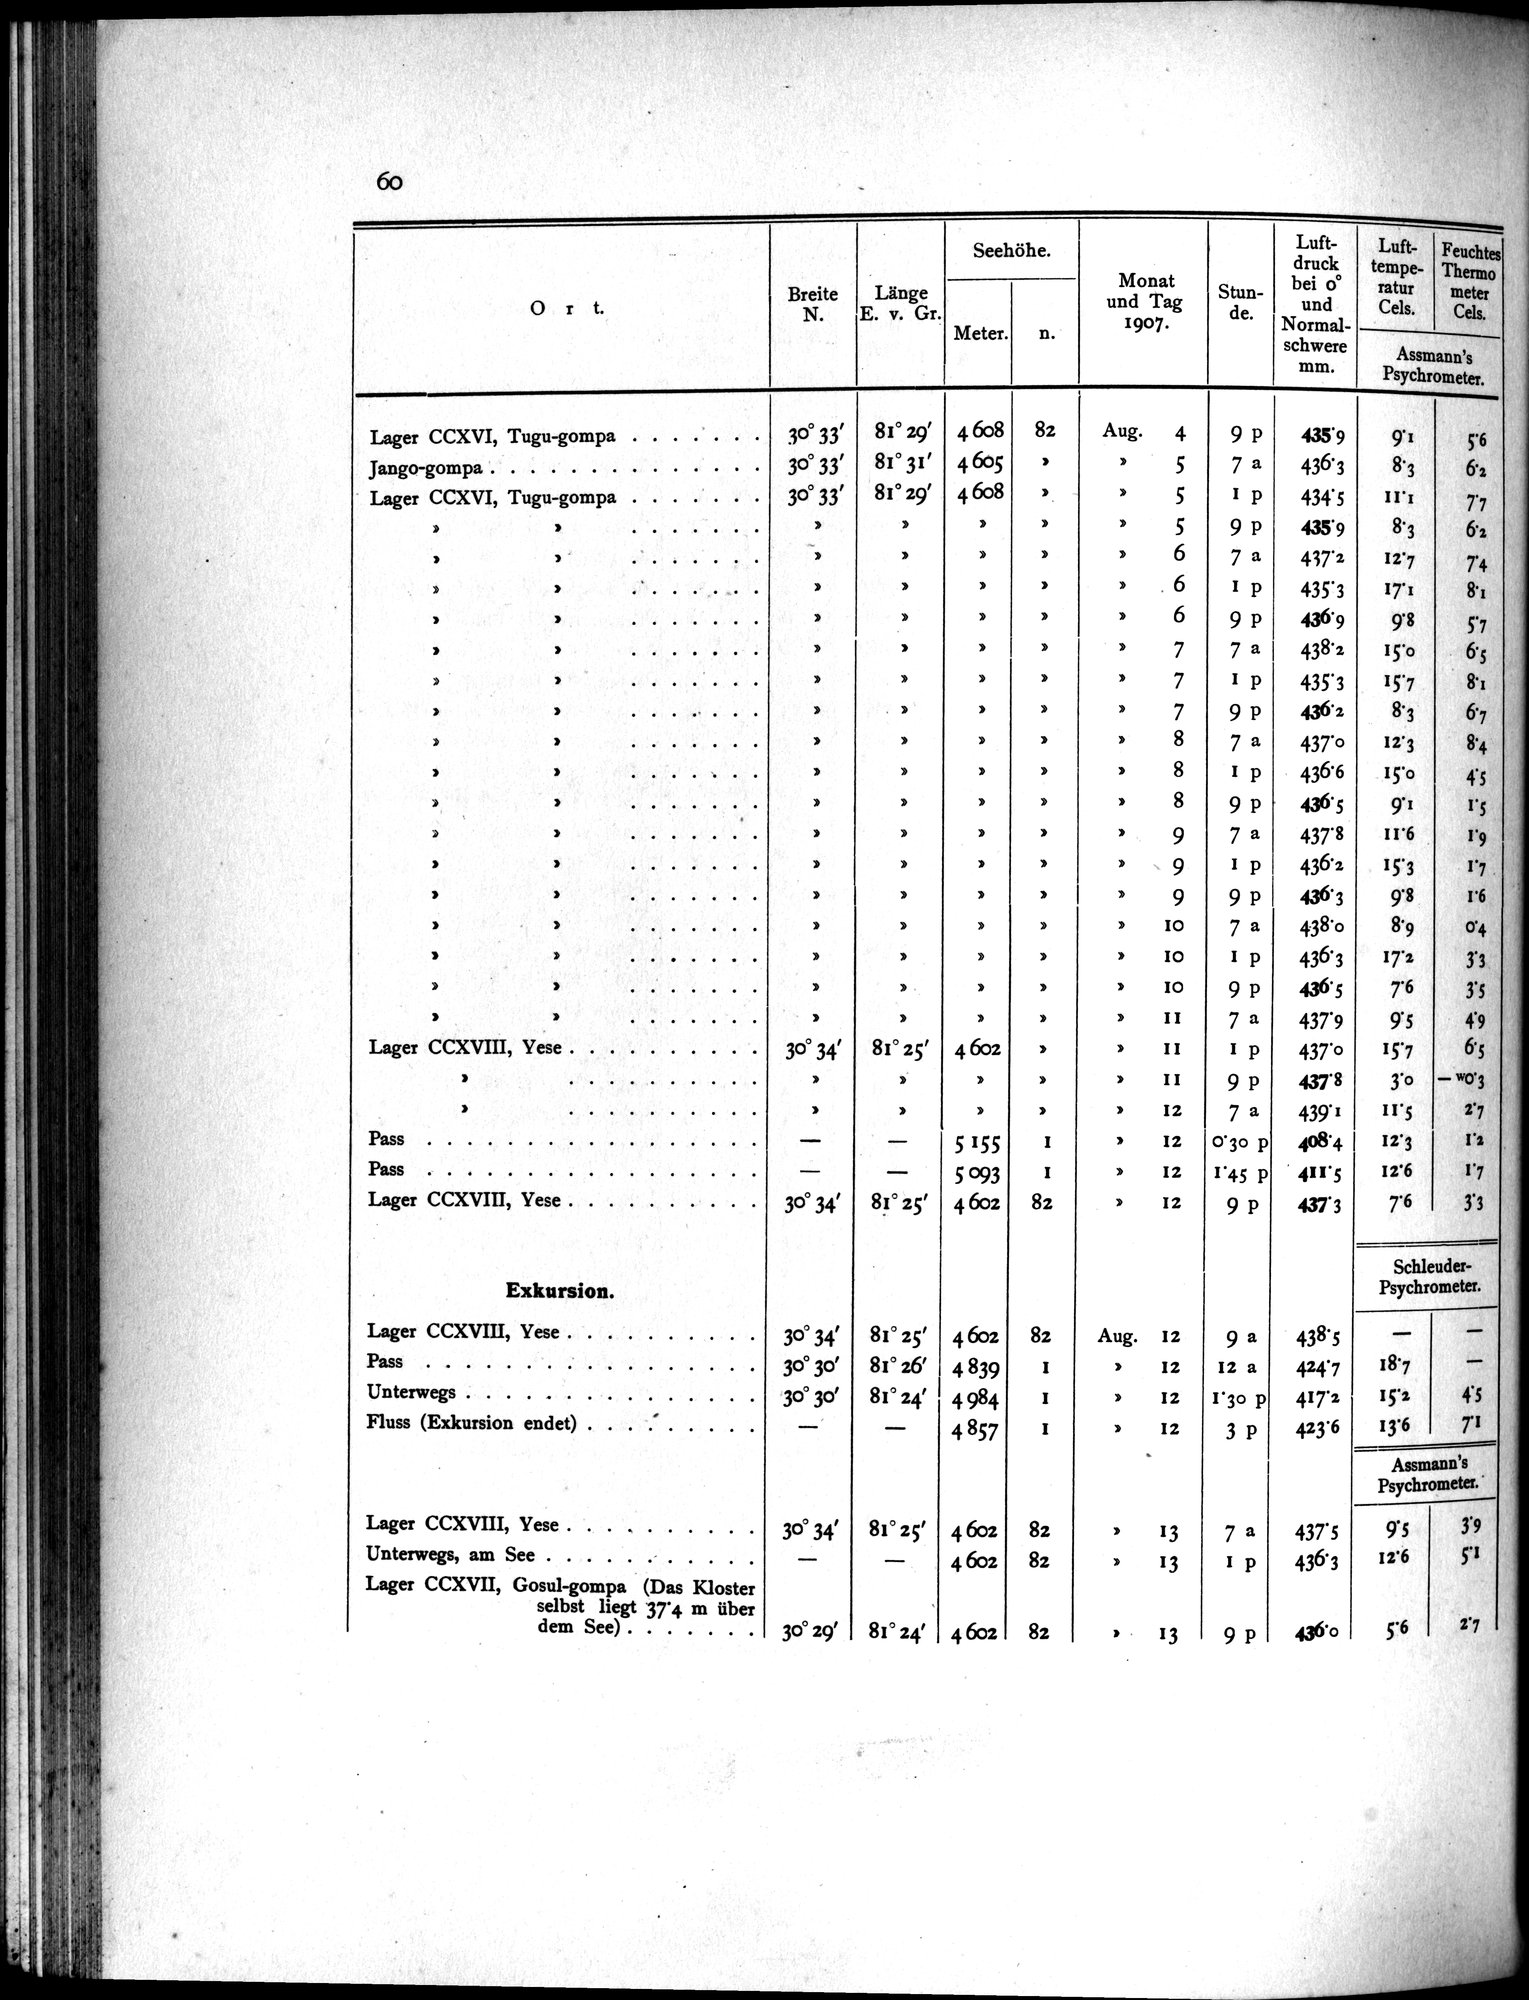 60
O r t. Breite N. Länge E. v. Gr. Seehöhe. Meter. n. Monat und Tag 1907. Stun-de. Luft-druck bei 0° und Normal-schwere mm. Luft-tempe-ratur Cels. Feuchtes Thermo meter Cels.
Assmann's Psychrometer.
Lager CCXVI, Tugu-gompa . . . . . . . 30° 33′ 81° 29′ 4 608 82 Aug. 4 9 p 435·9 9·1 5·6
Jango-gompa . . . . . . . . . . . . . . 30° 33′ 81° 31′ 4 605 » » 5 7 a 436·3 8·3 6·2
Lager CCXVI, Tugu-gompa . . . . . . . 30° 33′ 81° 29′ 4 608 » » 5 1 p 434·5 11·1 7·7
» » . . . . . . . » » » » » 5 9 p 435·9 8·3 6·2
» » . . . . . . . » » » » » 6 7 a 437·2 12·7 7·4
» » . . . . . . . » » » » » 6 1 p 435·3 17·1 8·1
» » . . . . . . . » » » » » 6 9 p 436·9 9·8 5·7
» » . . . . . . . » » » » » 7 7 a 438·2 15·0 6·5
» » . . . . . . . » » » » » 7 1 p 435·3 15·7 8·1
» » . . . . . . . » » » » » 7 9 p 436·2 8·3 6·7
» » . . . . . . . » » » » » 8 7 a 437·0 12·3 8·4
» » . . . . . . . » » » » » 8 1 p 436·6 15·0 4·5
» » . . . . . . . » » » » » 8 9 p 436·5 9·1 1·5
» » . . . . . . . » » » » » 9 7 a 437·8 11·6 1·9
» » . . . . . . . » » » » » 9 1 p 436·2 15·3 1·7
» » . . . . . . . » » » » » 9 9 p 436·3 9·8 1·6
» » . . . . . . . » » » » » 10 7 a 438·0 8·9 0·4
» » . . . . . . . » » » » » 10 1 p 436·3 17·2 3·3
» » . . . . . . . » » » » » 10 9 p 436·5 7·6 3·5
» » . . . . . . . » » » » » 11 7 a 437·9 9·5 4·9
Lager CCXVIII, Yese . . . . . . . . . . 30° 34′ 81° 25′ 4 602 » » 11 1 p 437·0 15·7 6·5
» . . . . . . . . . . » » » » » 11 9 p 437·8 3·0 — w0·3
» . . . . . . . . . . » » » » » 12 7 a 439·1 11·5 2·7
Pass . . . . . . . . . . . . . . . . . — — 5 155 1 » 12 0·30 p 408·4 12·3 1·2
Pass . . . . . . . . . . . . . . . . . — — 5 093 1 » 12 1·45 p 411·5 12·6 1·7
Lager CCXVIII, Yese . . . . . . . . . . 30° 34′ 81° 25′ 4 602 82 » 12 9 p 437·3 7·6 3·3
Schleuder-Psychrometer.
Exkursion.
Lager CCXVIII, Yese . . . . . . . . . . 30° 34′ 81° 25′ 4 602 82 Aug. 12 9 a 438·5 — —
Pass . . . . . . . . . . . . . . . . . 30° 30′ 81° 26′ 4 839 1 » 12 12 a 424·7 18·7 —
Unterwegs . . . . . . . . . . . . . . . 30° 30′ 81° 24′ 4 984 1 » 12 1·30 p 417·2 15·2 4·5
Fluss (Exkursion endet) . . . . . . . . . — — 4 857 1 » 12 3 p 423·6 13·6 7·1
Assmann's Psychrometer.
Lager CCXVIII, Yese . . . . . . . . . . 30° 34′ 81° 25′ 4 602 82 » 13 7 a 437·5 9·5 3·9
Unterwegs, am See . . . . . . . . . . . — — 4 602 82 » 13 1 p 436·3 12·6 5·1
Lager CCXVII, Gosul-gompa (Das Kloster
selbst liegt 37·4 m über
dem See) . . . . . . . 30° 29′ 81° 24′ 4 602 82 » 13 9 p 436·0 5·6 2·7